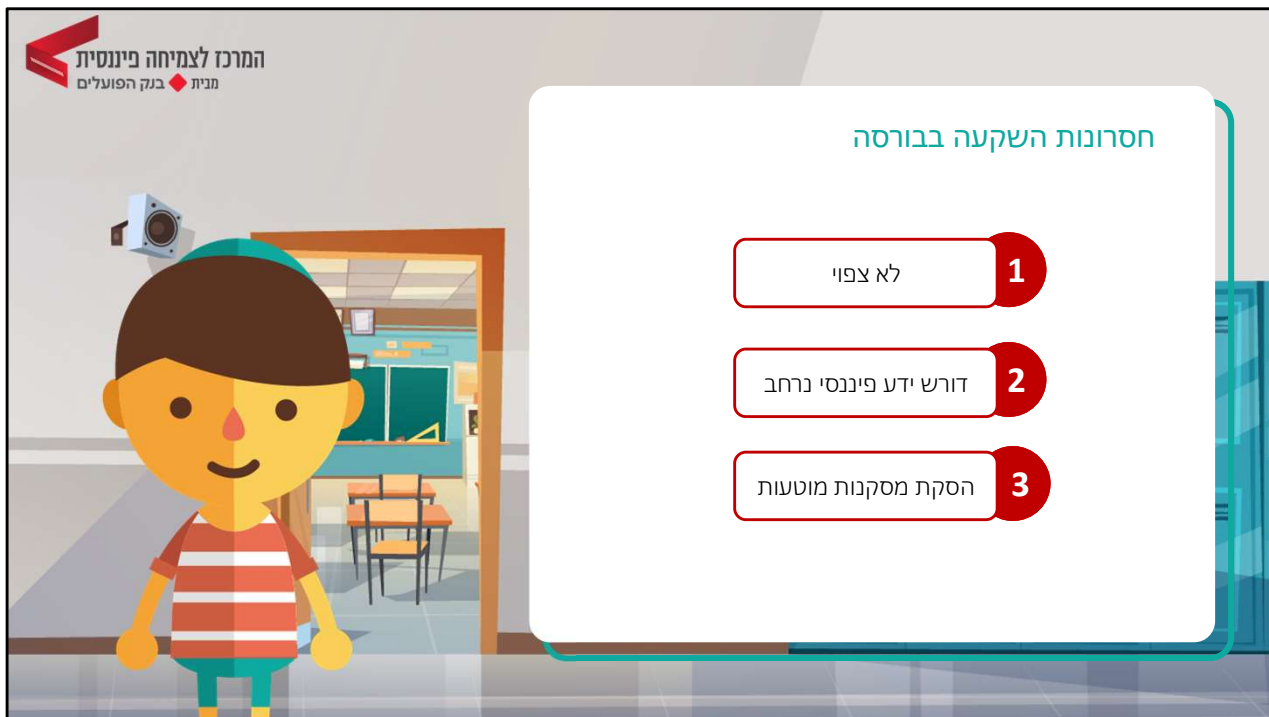 המרכז לצמיחה פיננסית
מבית בנק הפועלים
חסרונות השקעה בבורסה
1 לא צפוי
2 דורש ידע פיננסי נרחב
3 הסקת מסקנות מוטעות